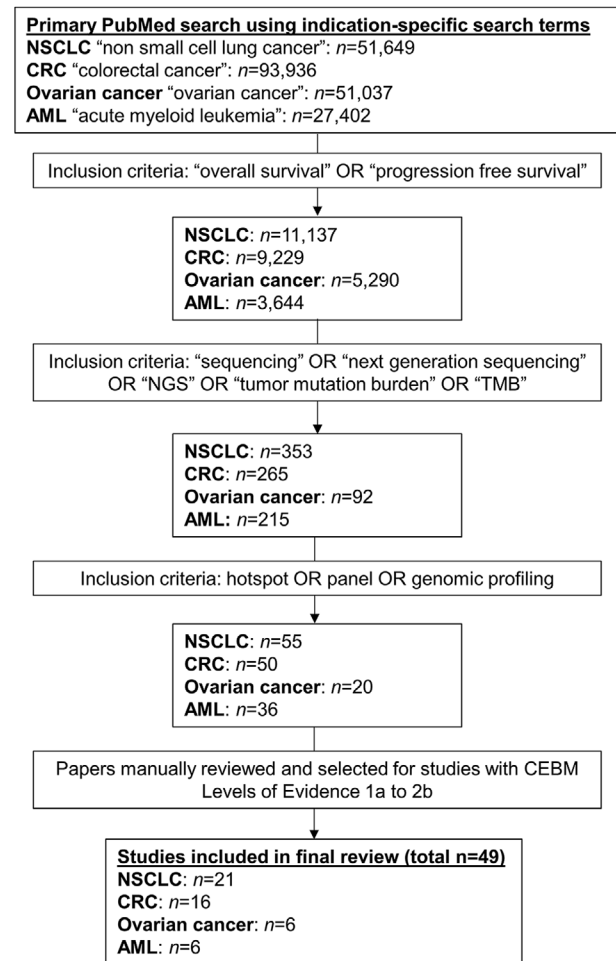 Primary PubMed search using indication-specific search terms
NSCLC “non small cell lung cancer”: n=51,649
CRC “colorectal cancer”: n=93,936
Ovarian cancer “ovarian cancer”: n=51,037
AML “acute myeloid leukemia”: n=27,402
Inclusion criteria: “overall survival” OR “progression free survival”
NSCLC: n=11,137
CRC: n=9,229
Ovarian cancer: n=5,290
AML: n=3,644
Inclusion criteria: “sequencing” OR “next generation sequencing”
OR “NGS” OR “tumor mutation burden” OR “TMB”
NSCLC: n=353
CRC: n=265
Ovarian cancer: n=92
AML: n=215
Inclusion criteria: hotspot OR panel OR genomic profiling
NSCLC: n=55
CRC: n=50
Ovarian cancer: n=20
AML: n=36
Papers manually reviewed and selected for studies with CEBM
Levels of Evidence 1a to 2b
Studies included in final review (total n=49)
NSCLC: n=21
CRC: n=16
Ovarian cancer: n=6
AML: n=6